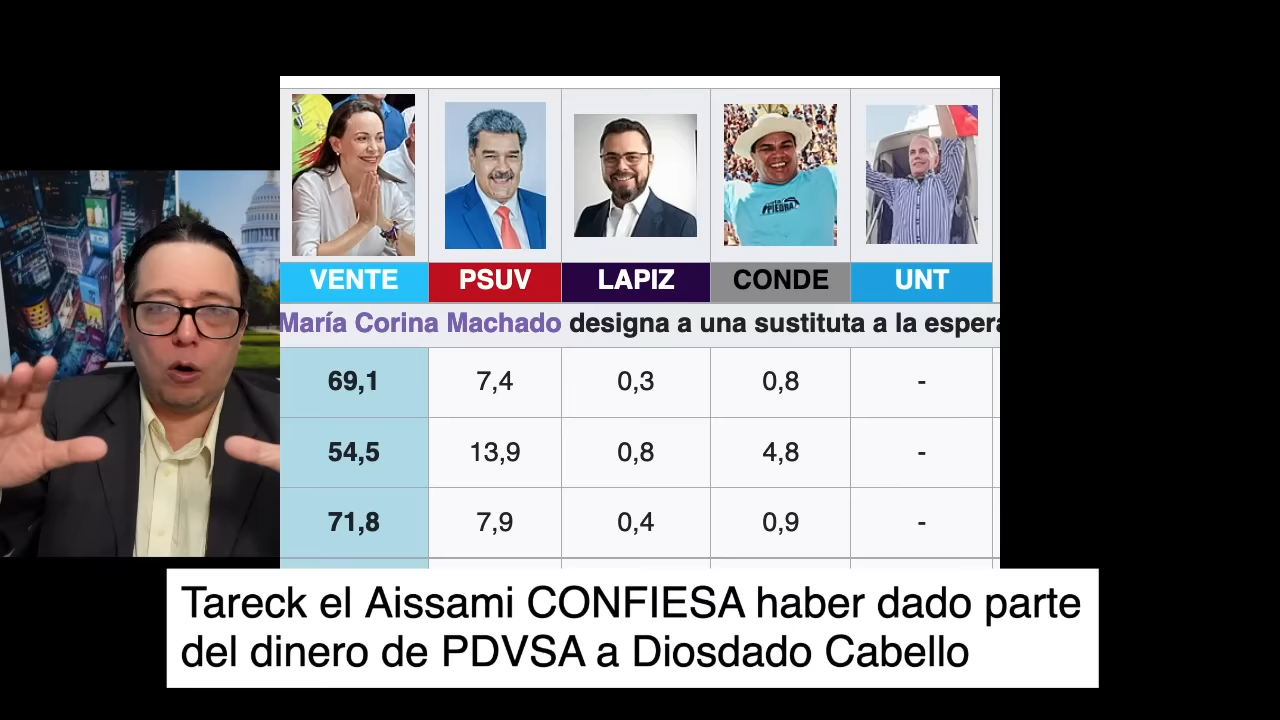 PIEDRA
VENTE PSUV LAPIZ CONDE UNT
María Corina Machado designa a una sustituta a la espera
69,1 7,4 0,3 0,8 -
54,5 13,9 0,8 4,8 -
71,8 7,9 0,4 0,9 -
Tareck el Aissami CONFIESA haber dado parte
del dinero de PDVSA a Diosdado Cabello